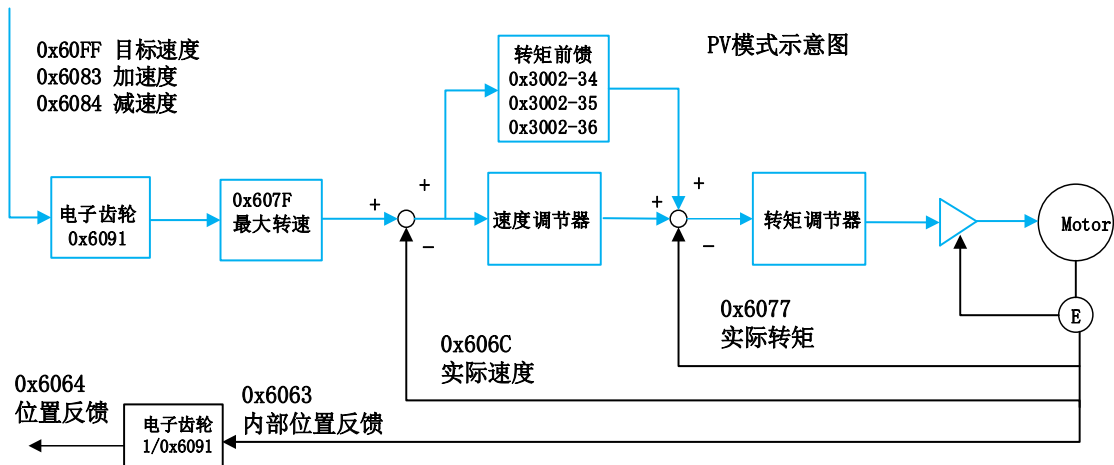 PV模式示意图
0x60FF 目标速度
0x6083 加速度
0x6084 减速度
转矩前馈
0x3002-34
0x3002-35
0x3002-36
电子齿轮
0x6091
0x607F
最大转速
+
+
−
速度调节器
+
+
−
转矩调节器
Motor
E
0x6077
实际转矩
0x606C
实际速度
0x6064
位置反馈
电子齿轮
1/0x6091
0x6063
内部位置反馈